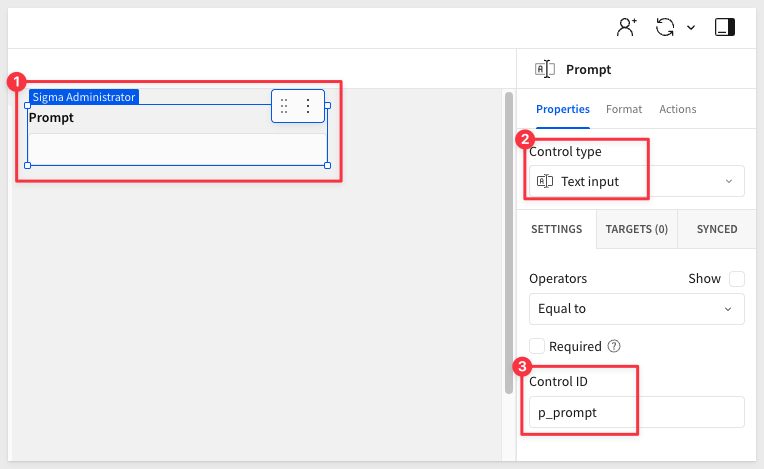 1
Sigma Administrator
Prompt
Prompt
Properties Format Actions
2
Control type
Text input
SETTINGS TARGETS (0) SYNCED
Operators Show
Equal to
Required ?
3
Control ID
p_prompt